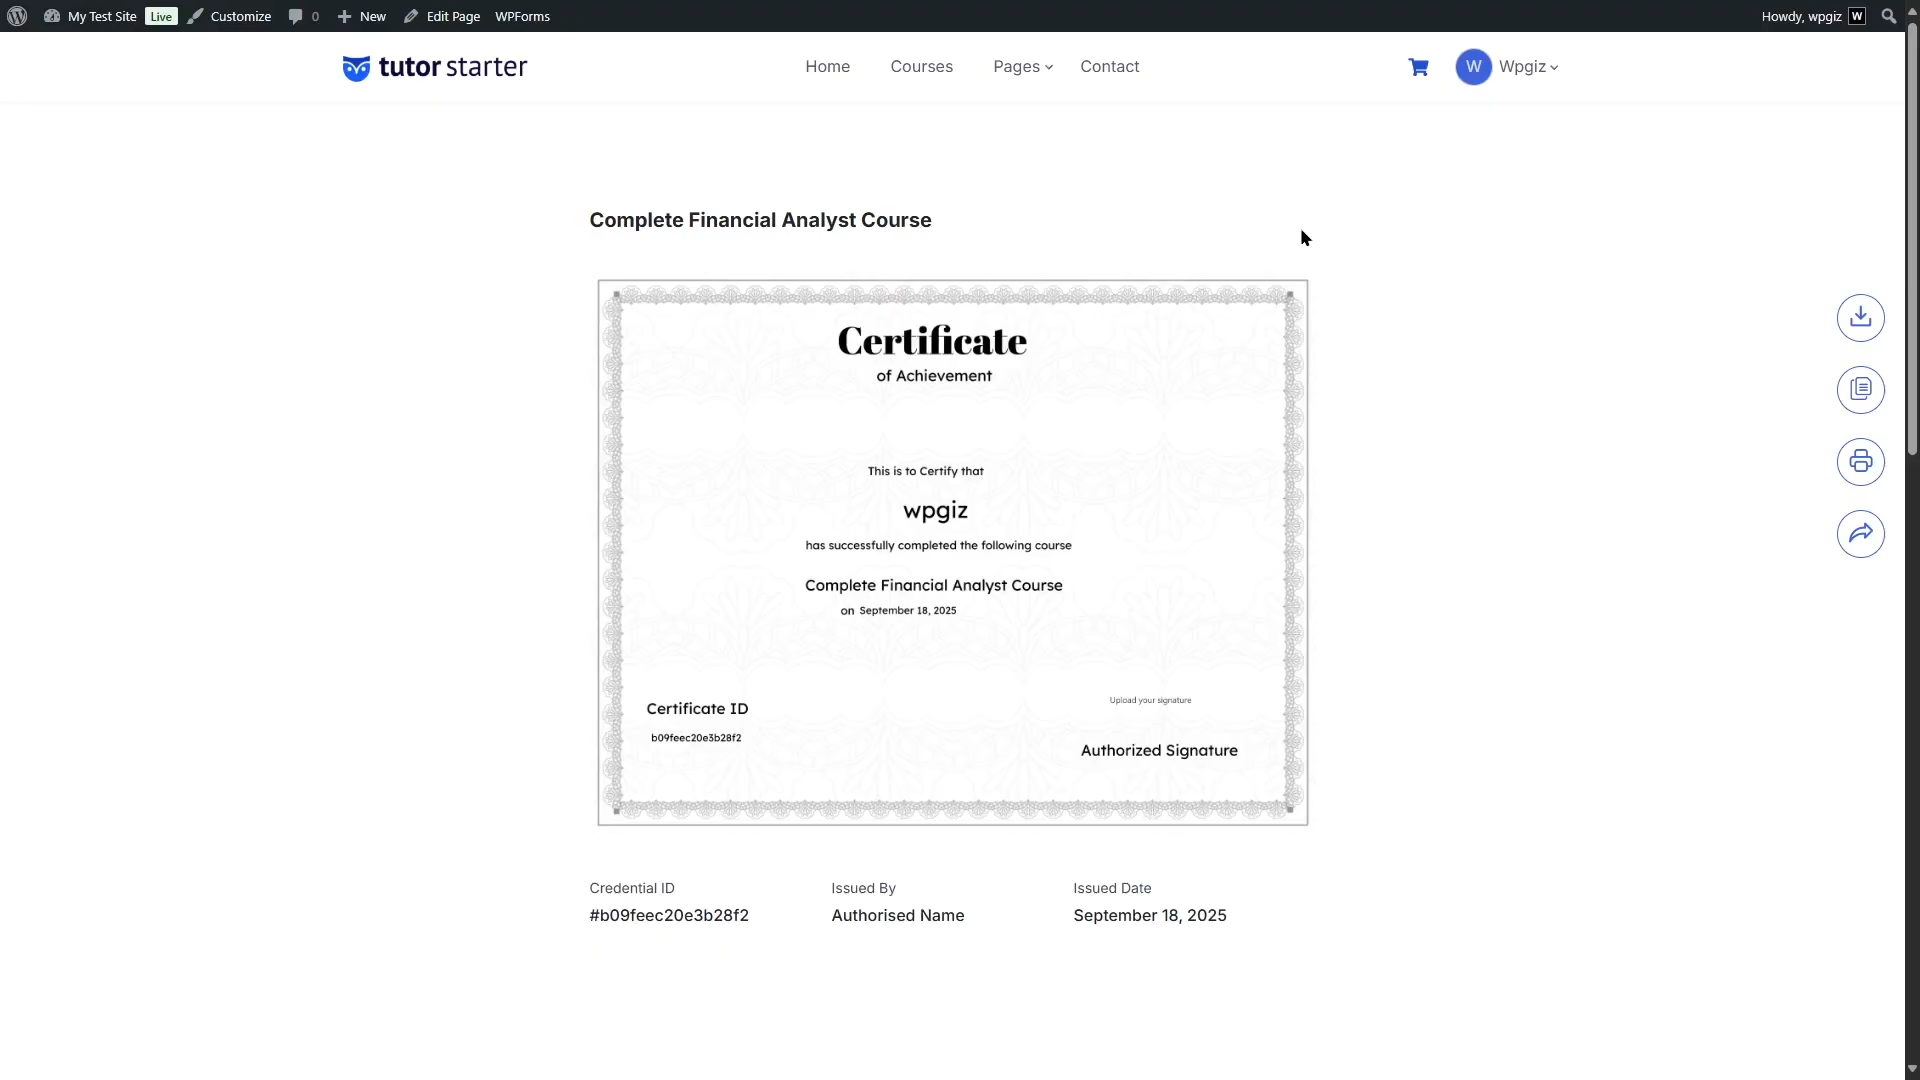 My Test Site Live Customize 0 New Edit Page WPForms Howdy, wpgiz W
tutor starter Home Courses Pages Contact W Wpgiz
Complete Financial Analyst Course
Certificate
of Achievement
This is to Certify that
wpgiz
has successfully completed the following course
Complete Financial Analyst Course
on September 18, 2025
Upload your signature
Certificate ID
b09feec20e3b28f2
Authorized Signature
Credential ID Issued By Issued Date
#b09feec20e3b28f2 Authorised Name September 18, 2025